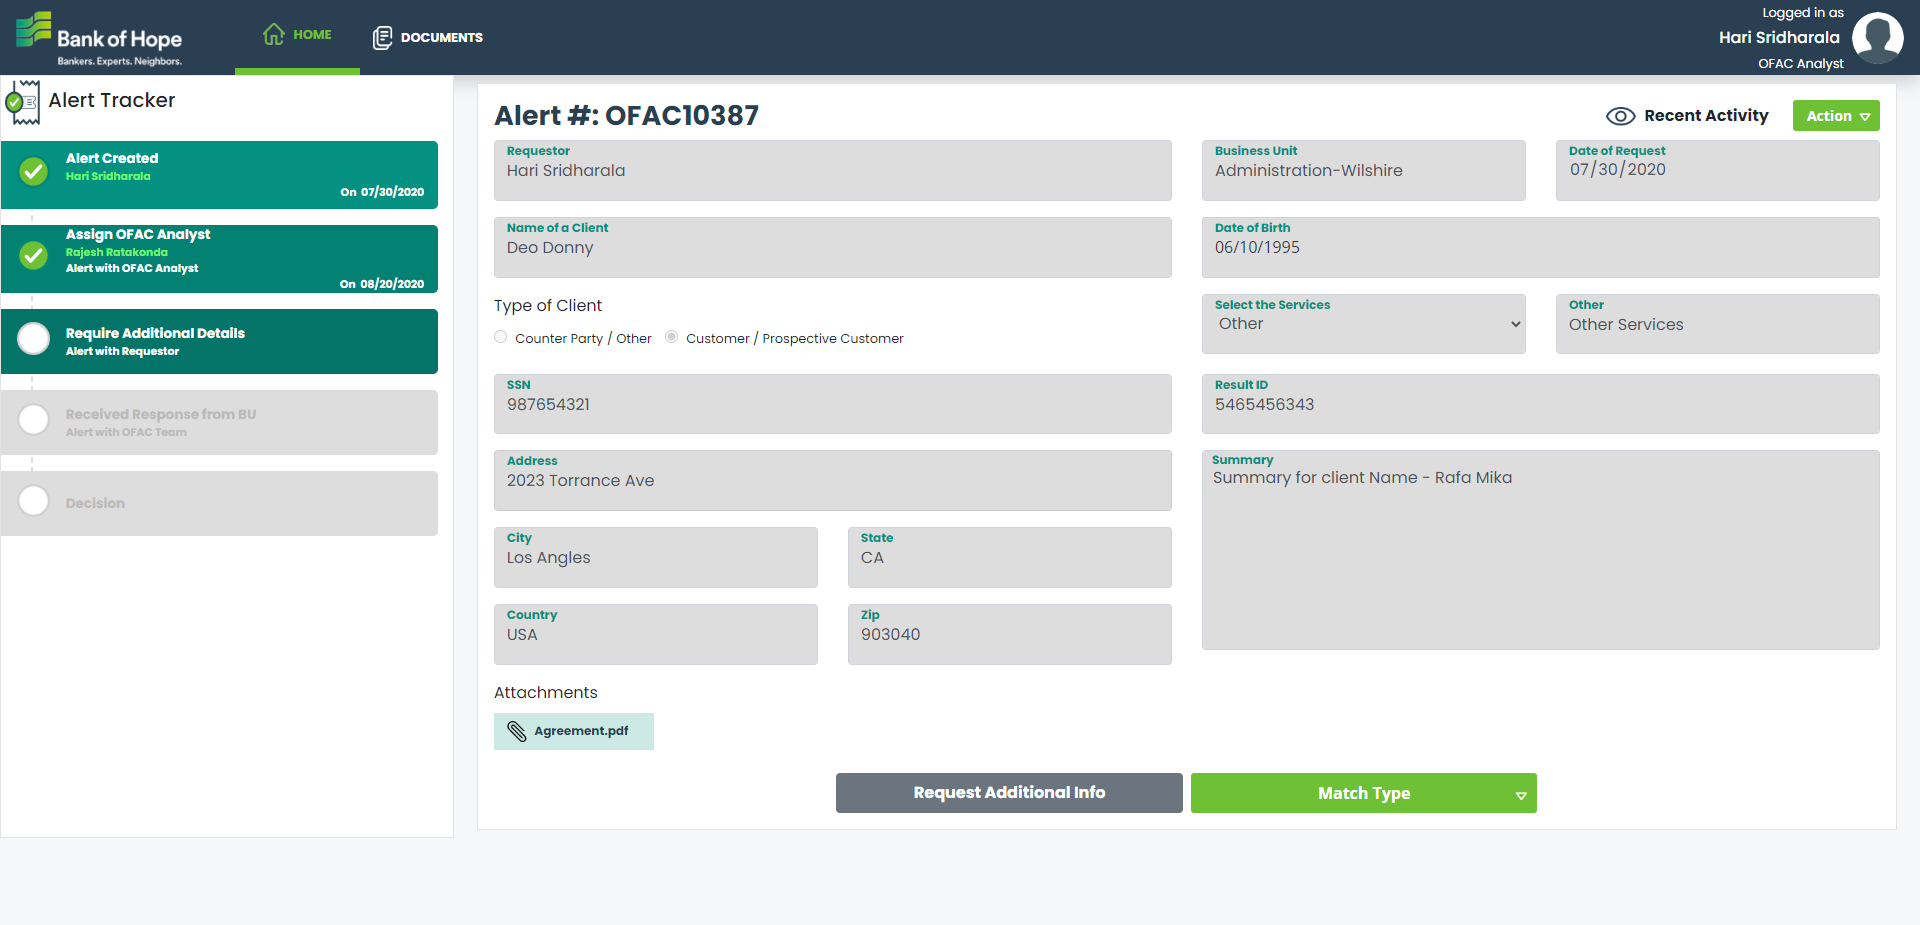 Bank of Hope
Bankers. Experts. Neighbors.
HOME
DOCUMENTS
Logged in as
Hari Sridharala
OFAC Analyst
Alert Tracker
Alert Created
Hari Sridharala
On 07/30/2020
Assign OFAC Analyst
Rajesh Ratakonda
Alert with OFAC Analyst
On 08/20/2020
Require Additional Details
Alert with Requestor
Received Response from BU
Alert with OFAC Team
Decision
Alert #: OFAC10387
Recent Activity
Action
Requestor
Hari Sridharala
Business Unit
Administration-Wilshire
Date of Request
07/30/2020
Name of a Client
Deo Donny
Date of Birth
06/10/1995
Type of Client
Counter Party / Other
Customer / Prospective Customer
Select the Services
Other
Other
Other Services
SSN
987654321
Result ID
5465456343
Address
2023 Torrance Ave
Summary
Summary for client Name - Rafa Mika
City
Los Angles
State
CA
Country
USA
Zip
903040
Attachments
Agreement.pdf
Request Additional Info
Match Type